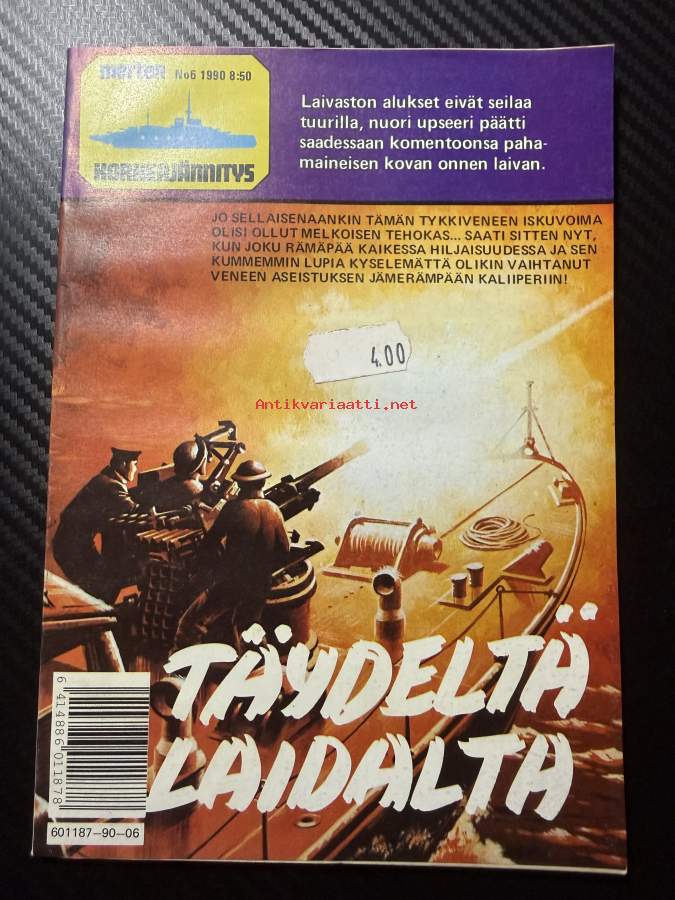 merten
No6 1990 8:50
KORKEAJÄNNITYS
Laivaston alukset eivät seilaa
tuurilla, nuori upseeri päätti
saadessaan komentoonsa paha-
maineisen kovan onnen laivan.
JO SELLAISENAANKIN TÄMÄN TYKKIVENEEN ISKUVOIMA
OLISI OLLUT MELKOISEN TEHOKAS... SAATI SITTEN NYT,
KUN JOKU RÄMÄPÄÄ KAIKESSA HILJAISUUDESSA JA SEN
KUMMEMMIN LUPIA KYSELEMÄTTÄ OLIKIN VAIHTANUT
VENEEN ASEISTUKSEN JÄMERÄMPÄÄN KALIIPERIIN!
4.00
Antikvariaatti.net
TÄYDELTÄ
LAIDALTA
6 414886 011878
601187-90-06